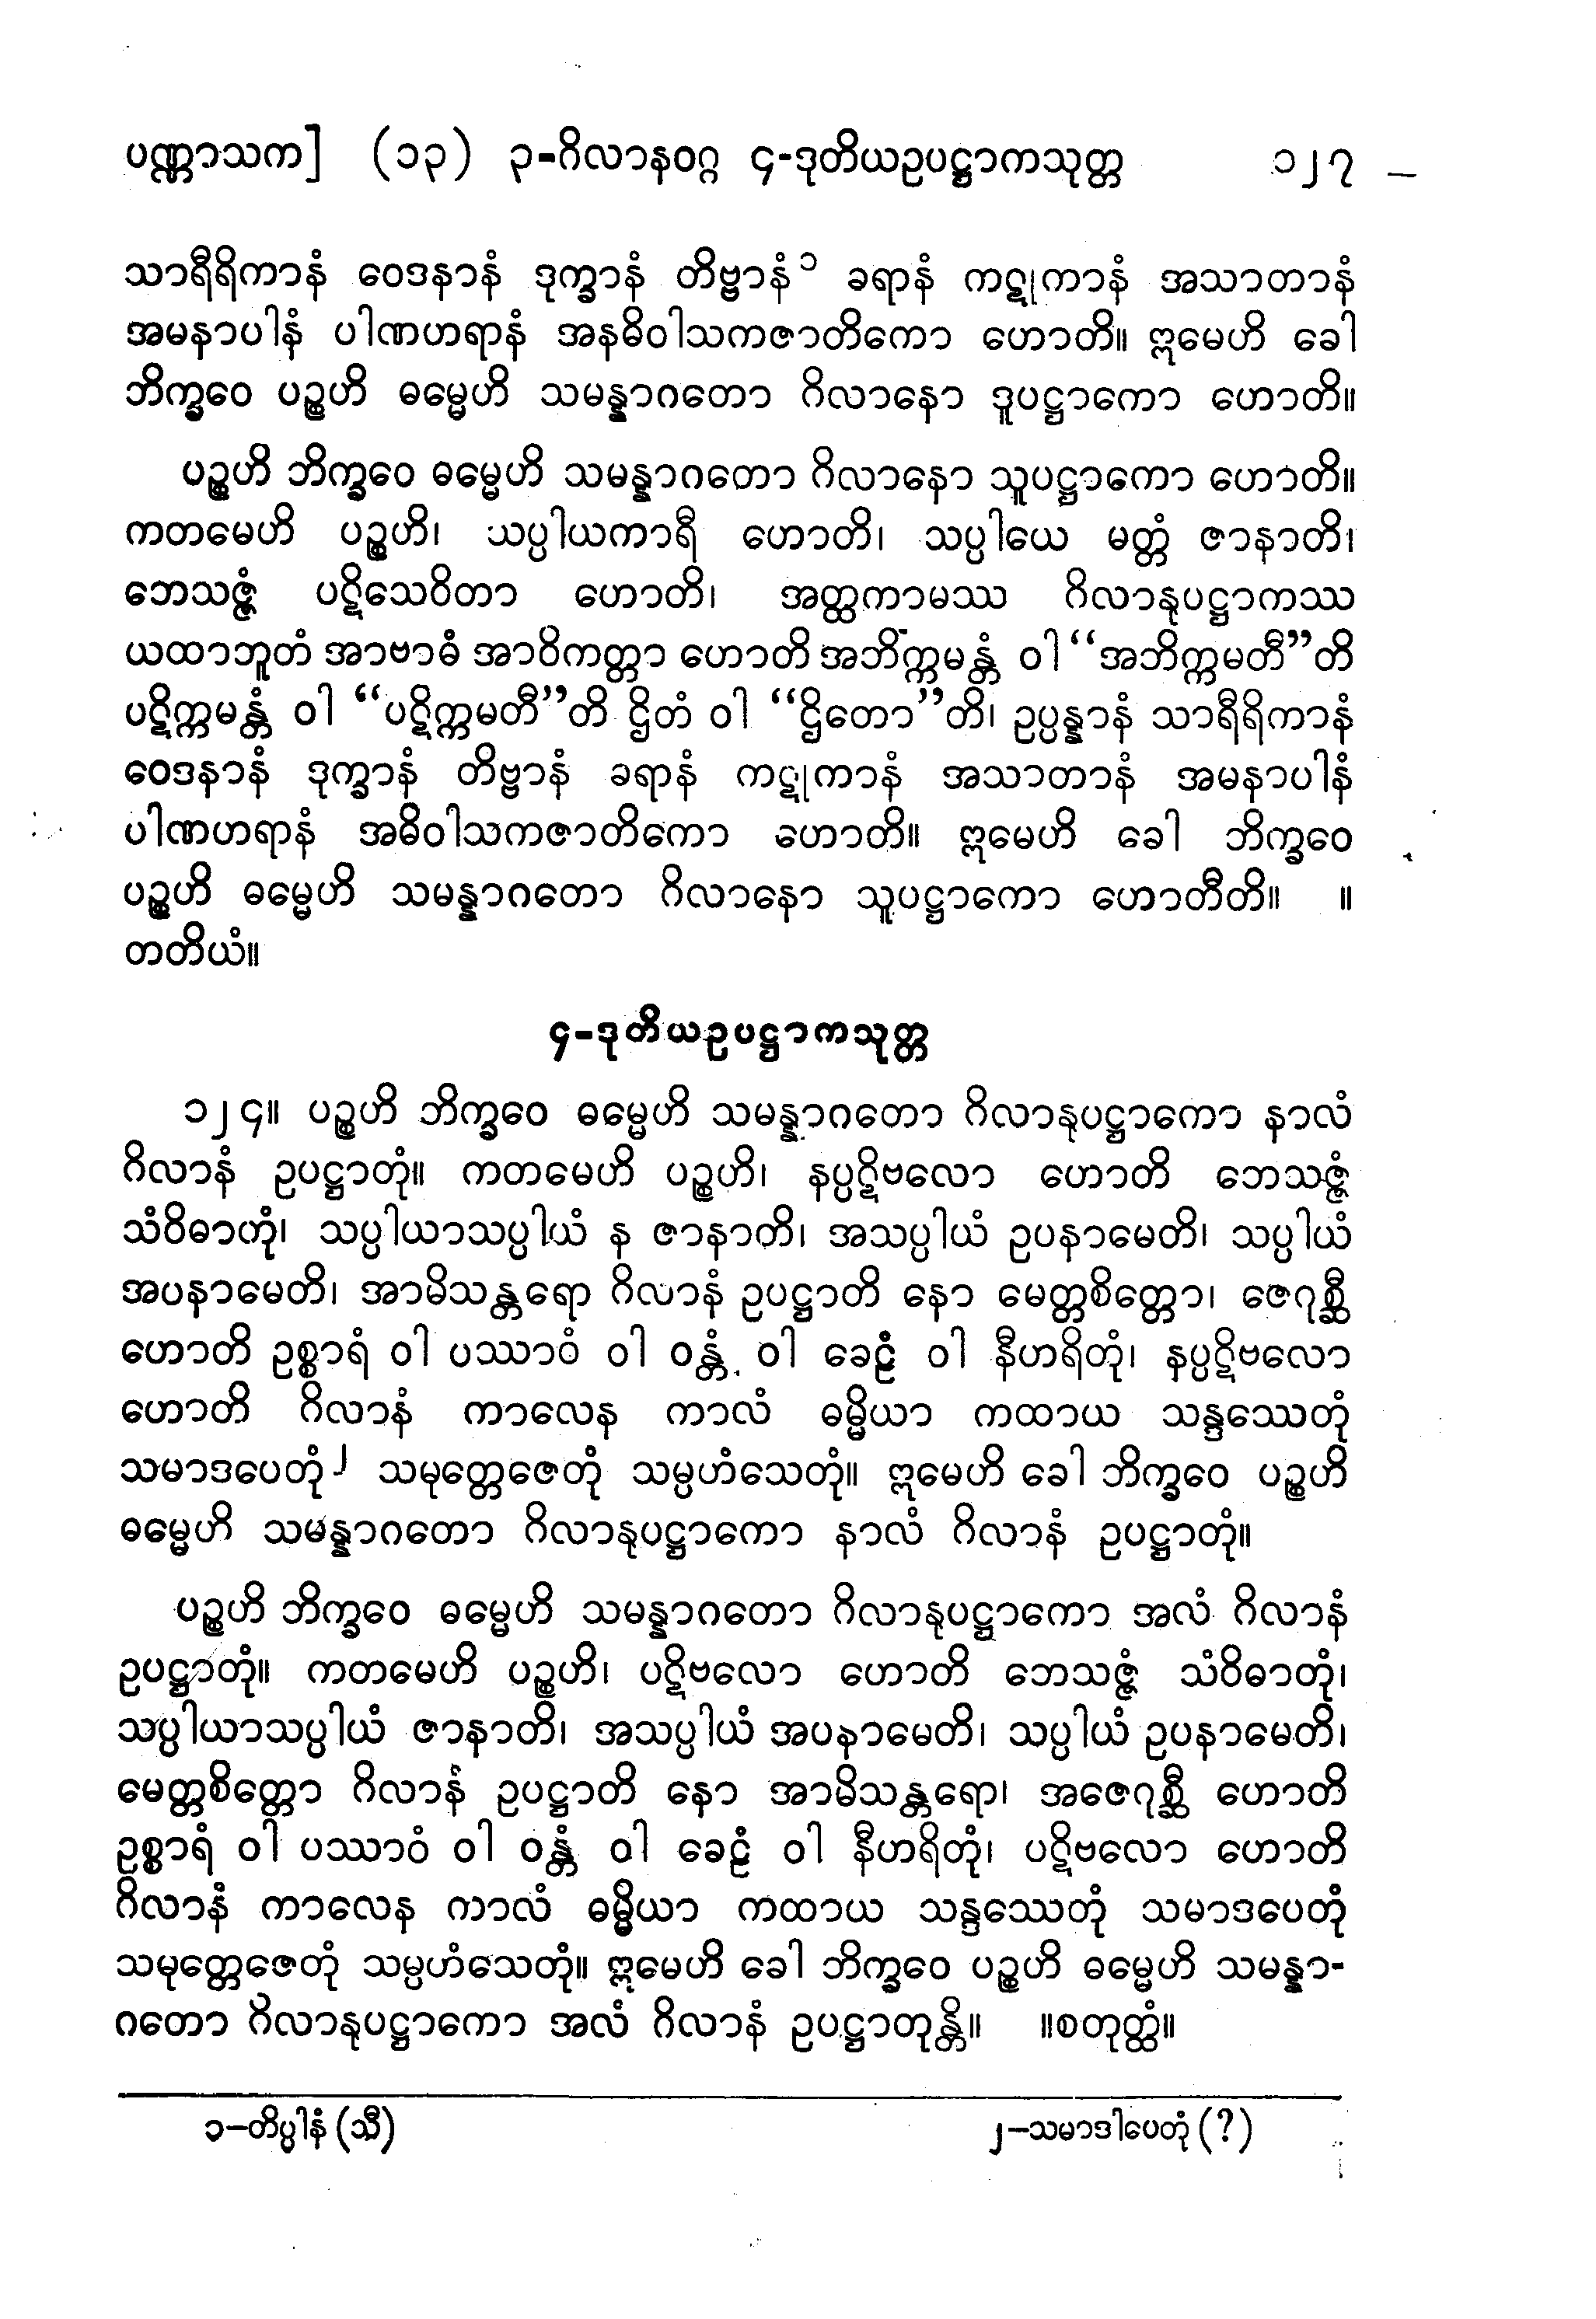 ပဏ္ဏာသက] (၁၃) ၃-ဂိလာနဝဂ္ဂ ၄-ဒုတိယဥပဋ္ဌာကသုတ္တ ၁၂၇
သာရီရိကာနံ ဝေဒနာနံ ဒုက္ခာနံ တိဗ္ဗာနံ၁ ခရာနံ ကဋုကာနံ အသာတာနံ
အမနာပါနံ ပါဏဟရာနံ အနဓိဝါသကဇာတိကော ဟောတိ။ ဣမေဟိ ခေါ
ဘိက္ခဝေ ပဉ္စဟိ ဓမ္မေဟိ သမန္နာဂတော ဂိလာနော ဒူပဋ္ဌာကော ဟောတိ။
ပဉ္စဟိ ဘိက္ခဝေ ဓမ္မေဟိ သမန္နာဂတော ဂိလာနော သူပဋ္ဌာကော ဟောတိ။
ကတမေဟိ ပဉ္စဟိ၊ သပ္ပါယကာရီ ဟောတိ၊ သပ္ပါယေ မတ္တံ ဇာနာတိ၊
ဘေသဇ္ဇံ ပဋိသေဝိတာ ဟောတိ၊ အတ္ထကာမဿ ဂိလာနုပဋ္ဌာကဿ
ယထာဘူတံ အာဗာဓံ အာဝိကတ္တာ ဟောတိ အဘိက္ကမန္တံ ဝါ “အဘိက္ကမတီ”တိ
ပဋိက္ကမန္တံ ဝါ “ပဋိက္ကမတီ”တိ ဌိတံ ဝါ “ဌိတော”တိ၊ ဥပ္ပန္နာနံ သာရီရိကာနံ
ဝေဒနာနံ ဒုက္ခာနံ တိဗ္ဗာနံ ခရာနံ ကဋုကာနံ အသာတာနံ အမနာပါနံ
ပါဏဟရာနံ အဓိဝါသကဇာတိကော ဟောတိ။ ဣမေဟိ ခေါ ဘိက္ခဝေ
ပဉ္စဟိ ဓမ္မေဟိ သမန္နာဂတော ဂိလာနော သူပဋ္ဌာကော ဟောတီတိ။ ။
တတိယံ။
၄-ဒုတိယဥပဋ္ဌာကသုတ္တ
၁၂၄။ ပဉ္စဟိ ဘိက္ခဝေ ဓမ္မေဟိ သမန္နာဂတော ဂိလာနုပဋ္ဌာကော နာလံ
ဂိလာနံ ဥပဋ္ဌာတုံ။ ကတမေဟိ ပဉ္စဟိ၊ နပ္ပဋိဗလော ဟောတိ ဘေသဇ္ဇံ
သံဝိဓာတုံ၊ သပ္ပါယာသပ္ပါယံ န ဇာနာတိ၊ အသပ္ပါယံ ဥပနာမေတိ၊ သပ္ပါယံ
အပနာမေတိ၊ အာမိသန္တရော ဂိလာနံ ဥပဋ္ဌာတိ နော မေတ္တစိတ္တော၊ ဇေဂုစ္ဆီ
ဟောတိ ဥစ္စာရံ ဝါ ပဿာဝံ ဝါ ဝန္တံ ဝါ ခေဠံ ဝါ နီဟရိတုံ၊ နပ္ပဋိဗလော
ဟောတိ ဂိလာနံ ကာလေန ကာလံ ဓမ္မိယာ ကထာယ သန္ဒဿေတုံ
သမာဒပေတုံ၂ သမုတ္တေဇေတုံ သမ္ပဟံသေတုံ။ ဣမေဟိ ခေါ ဘိက္ခဝေ ပဉ္စဟိ
ဓမ္မေဟိ သမန္နာဂတော ဂိလာနုပဋ္ဌာကော နာလံ ဂိလာနံ ဥပဋ္ဌာတုံ။
ပဉ္စဟိ ဘိက္ခဝေ ဓမ္မေဟိ သမန္နာဂတော ဂိလာနုပဋ္ဌာကော အလံ ဂိလာနံ
ဥပဋ္ဌာတုံ။ ကတမေဟိ ပဉ္စဟိ၊ ပဋိဗလော ဟောတိ ဘေသဇ္ဇံ သံဝိဓာတုံ၊
သပ္ပါယာသပ္ပါယံ ဇာနာတိ၊ အသပ္ပါယံ အပနာမေတိ၊ သပ္ပါယံ ဥပနာမေတိ၊
မေတ္တစိတ္တော ဂိလာနံ ဥပဋ္ဌာတိ နော အာမိသန္တရော၊ အဇေဂုစ္ဆီ ဟောတိ
ဥစ္စာရံ ဝါ ပဿာဝံ ဝါ ဝန္တံ ဝါ ခေဠံ ဝါ နီဟရိတုံ၊ ပဋိဗလော ဟောတိ
ဂိလာနံ ကာလေန ကာလံ ဓမ္မိယာ ကထာယ သန္ဒဿေတုံ သမာဒပေတုံ
သမုတ္တေဇေတုံ သမ္ပဟံသေတုံ။ ဣမေဟိ ခေါ ဘိက္ခဝေ ပဉ္စဟိ ဓမ္မေဟိ သမန္နာ-
ဂတော ဂိလာနုပဋ္ဌာကော အလံ ဂိလာနံ ဥပဋ္ဌာတုန္တိ။ ။စတုတ္ထံ။
၁–တိပ္ပါနံ (သီ) ၂–သမာဒါပေတုံ (?)